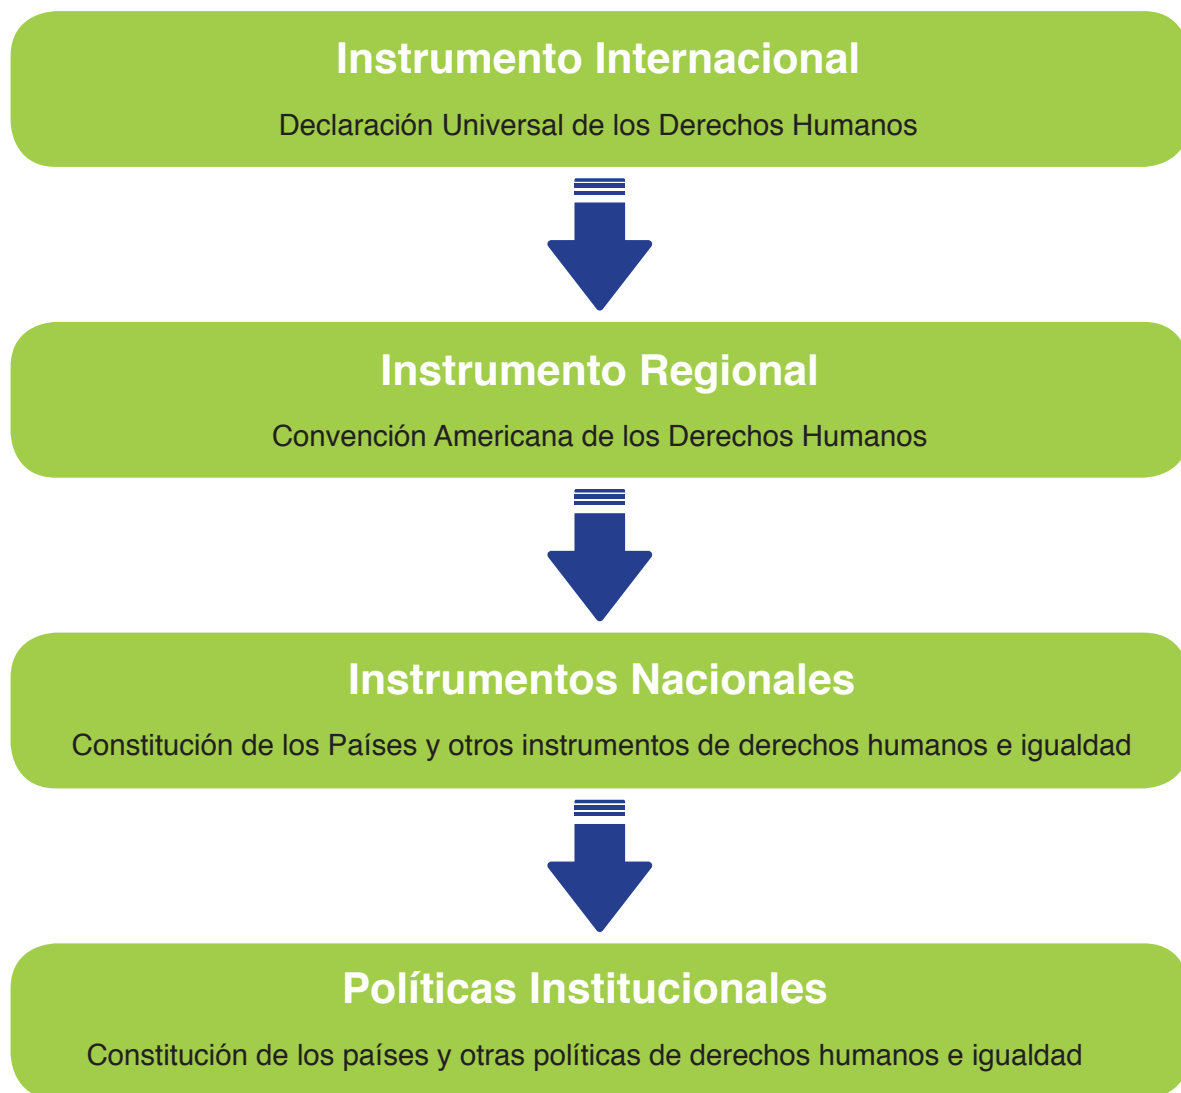 Instrumento Internacional
Declaración Universal de los Derechos Humanos
Instrumento Regional
Convención Americana de los Derechos Humanos
Instrumentos Nacionales
Constitución de los Países y otros instrumentos de derechos humanos e igualdad
Políticas Institucionales
Constitución de los países y otras políticas de derechos humanos e igualdad